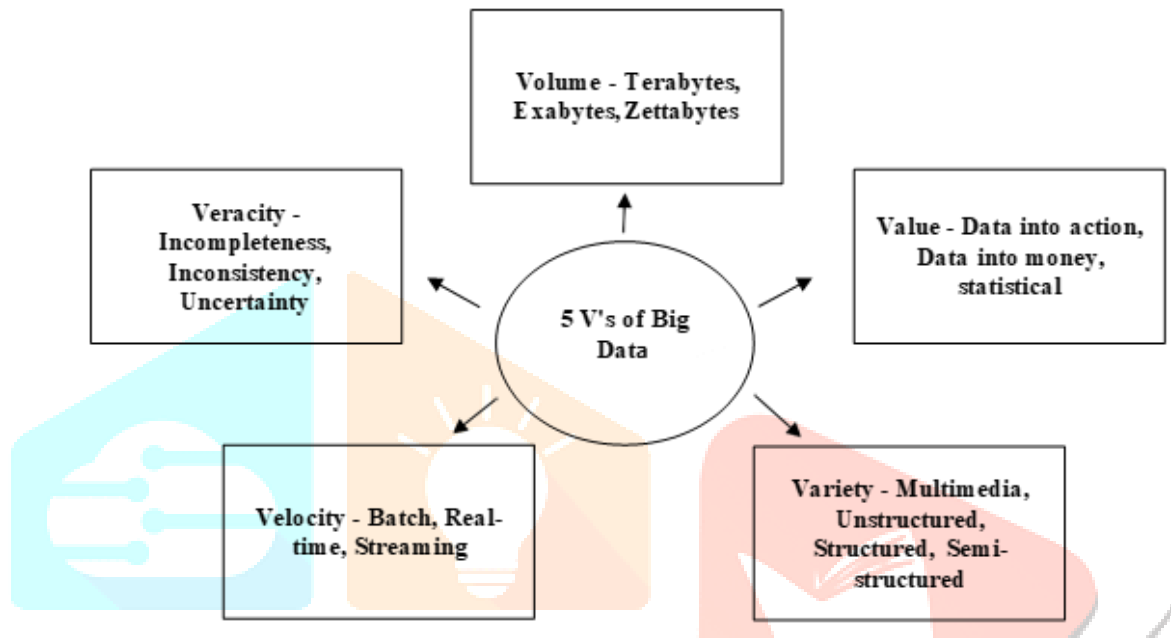 Volume - Terabytes,
Exabytes, Zettabytes
Veracity -
Incompleteness,
Inconsistency,
Uncertainty
Value - Data into action,
Data into money,
statistical
5 V's of Big
Data
Velocity - Batch, Real-
time, Streaming
Variety - Multimedia,
Unstructured,
Structured, Semi-
structured